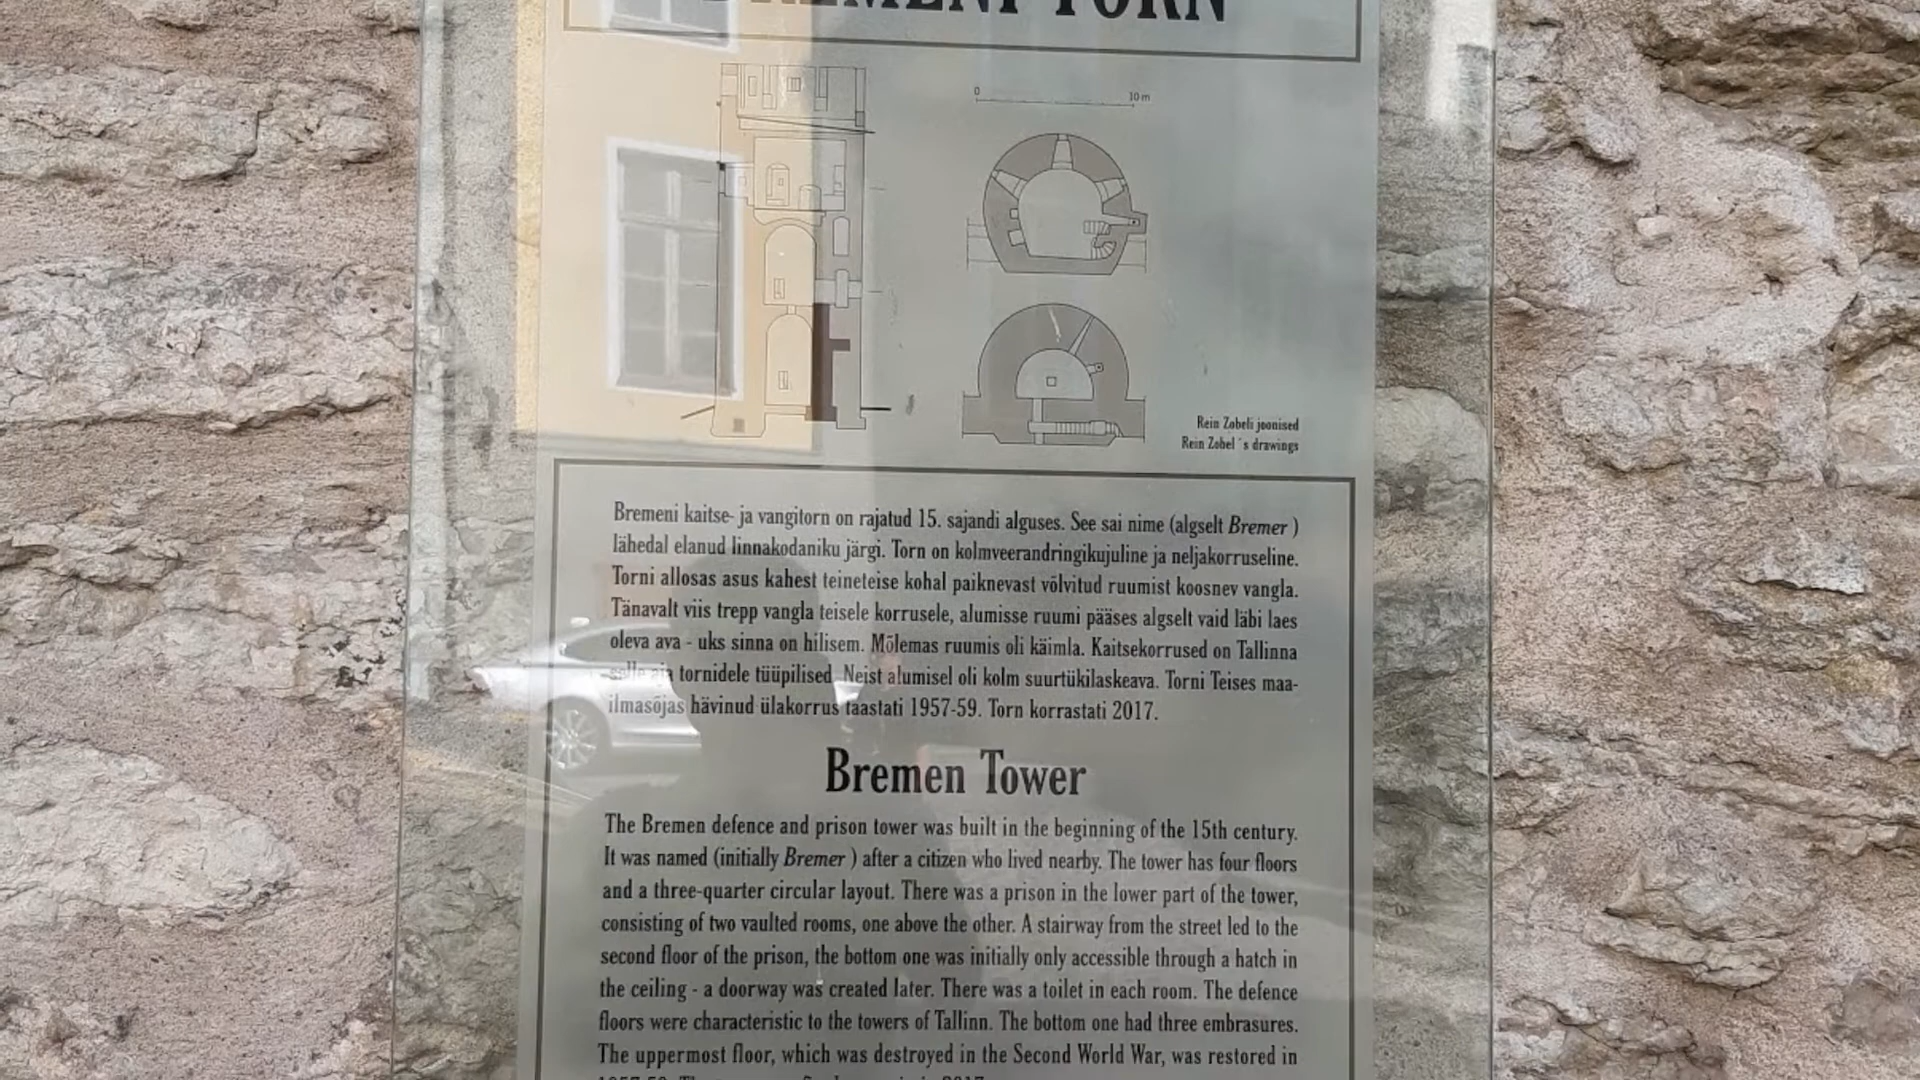 BREMENI TORN
0 10 m
Rein Zobeli joonised
Rein Zobel´s drawings
Bremeni kaitse- ja vangitorn on rajatud 15. sajandi alguses. See sai nime (algselt Bremer )
lähedal elanud linnakodaniku järgi. Torn on kolmveerandringikujuline ja neljakorruseline.
Torni allosas asus kahest teineteise kohal paiknevast võlvitud ruumist koosnev vangla.
Tänavalt viis trepp vangla teisele korrusele, alumisse ruumi pääses algselt vaid läbi laes
oleva ava - uks sinna on hilisem. Mõlemas ruumis oli käimla. Kaitsekorrused on Tallinna
selle aja tornidele tüüpilised. Neist alumisel oli kolm suurtükilaskeava. Torni Teises maa-
ilmasõjas hävinud ülakorrus taastati 1957-59. Torn korrastati 2017.
Bremen Tower
The Bremen defence and prison tower was built in the beginning of the 15th century.
It was named (initially Bremer ) after a citizen who lived nearby. The tower has four floors
and a three-quarter circular layout. There was a prison in the lower part of the tower,
consisting of two vaulted rooms, one above the other. A stairway from the street led to the
second floor of the prison, the bottom one was initially only accessible through a hatch in
the ceiling - a doorway was created later. There was a toilet in each room. The defence
floors were characteristic to the towers of Tallinn. The bottom one had three embrasures.
The uppermost floor, which was destroyed in the Second World War, was restored in